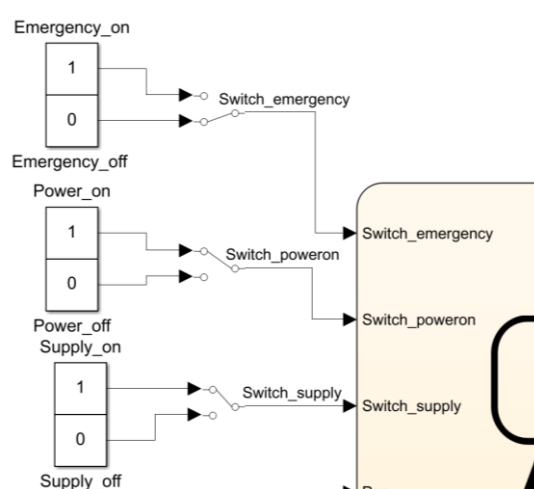 Emergency_on
1
0
Switch_emergency
Emergency_off
Switch_emergency
Power_on
1
0
Switch_poweron
Power_off
Switch_poweron
Supply_on
1
0
Switch_supply
Switch_supply
Supply_off